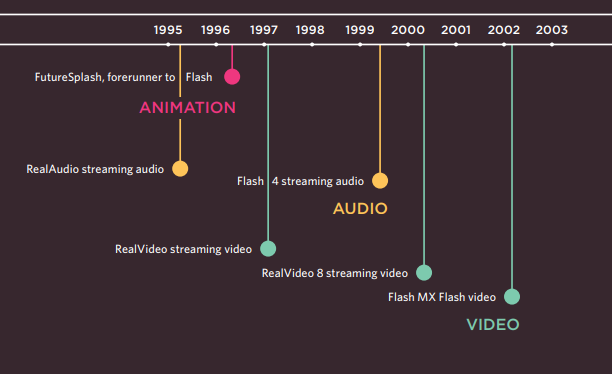 1995 1996 1997 1998 1999 2000 2001 2002 2003
FutureSplash, forerunner to Flash
ANIMATION
RealAudio streaming audio
Flash 4 streaming audio
AUDIO
RealVideo streaming video
RealVideo 8 streaming video
Flash MX Flash video
VIDEO